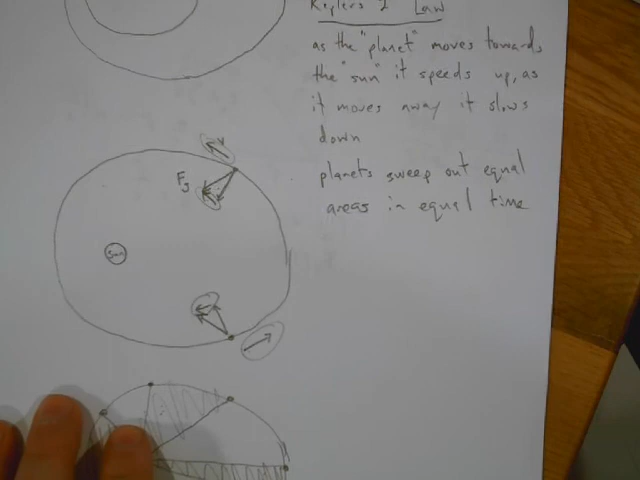 Keplers 2 Law
as the "planet" moves towards
the "sun" it speeds up, as
it moves away it slows
down
planets sweep out equal
areas in equal time
Fg
Sun